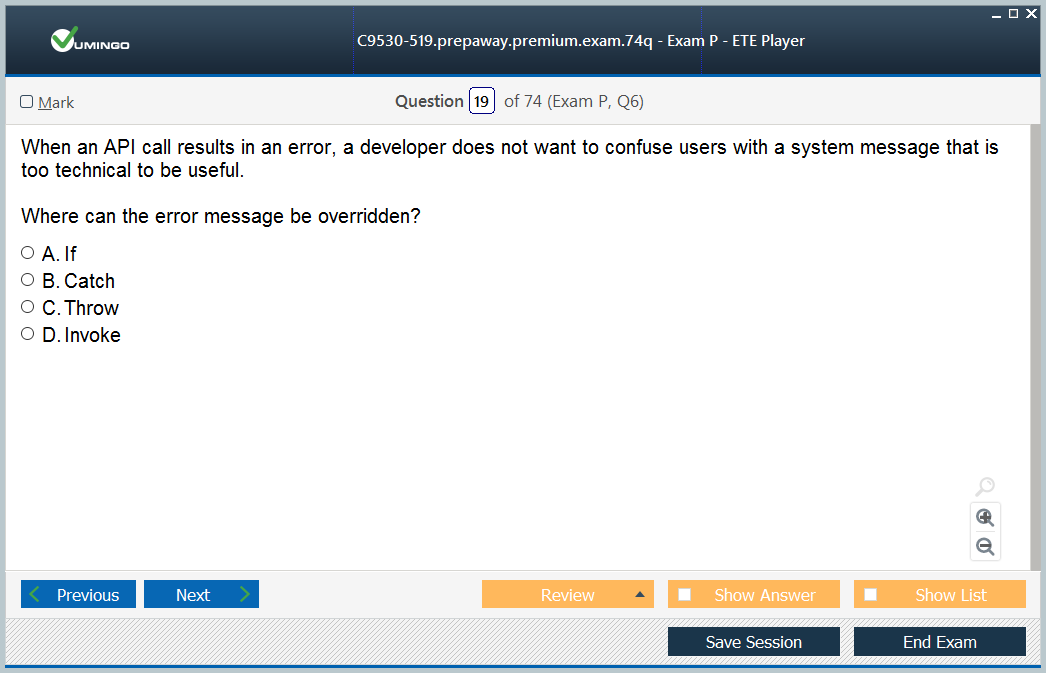 VUMINGO
C9530-519.prepaway.premium.exam.74q - Exam P - ETE Player
Mark
Question 19 of 74 (Exam P, Q6)
When an API call results in an error, a developer does not want to confuse users with a system message that is
too technical to be useful.
Where can the error message be overridden?
A. If
B. Catch
C. Throw
D. Invoke
Previous
Next
Review
Show Answer
Show List
Save Session
End Exam